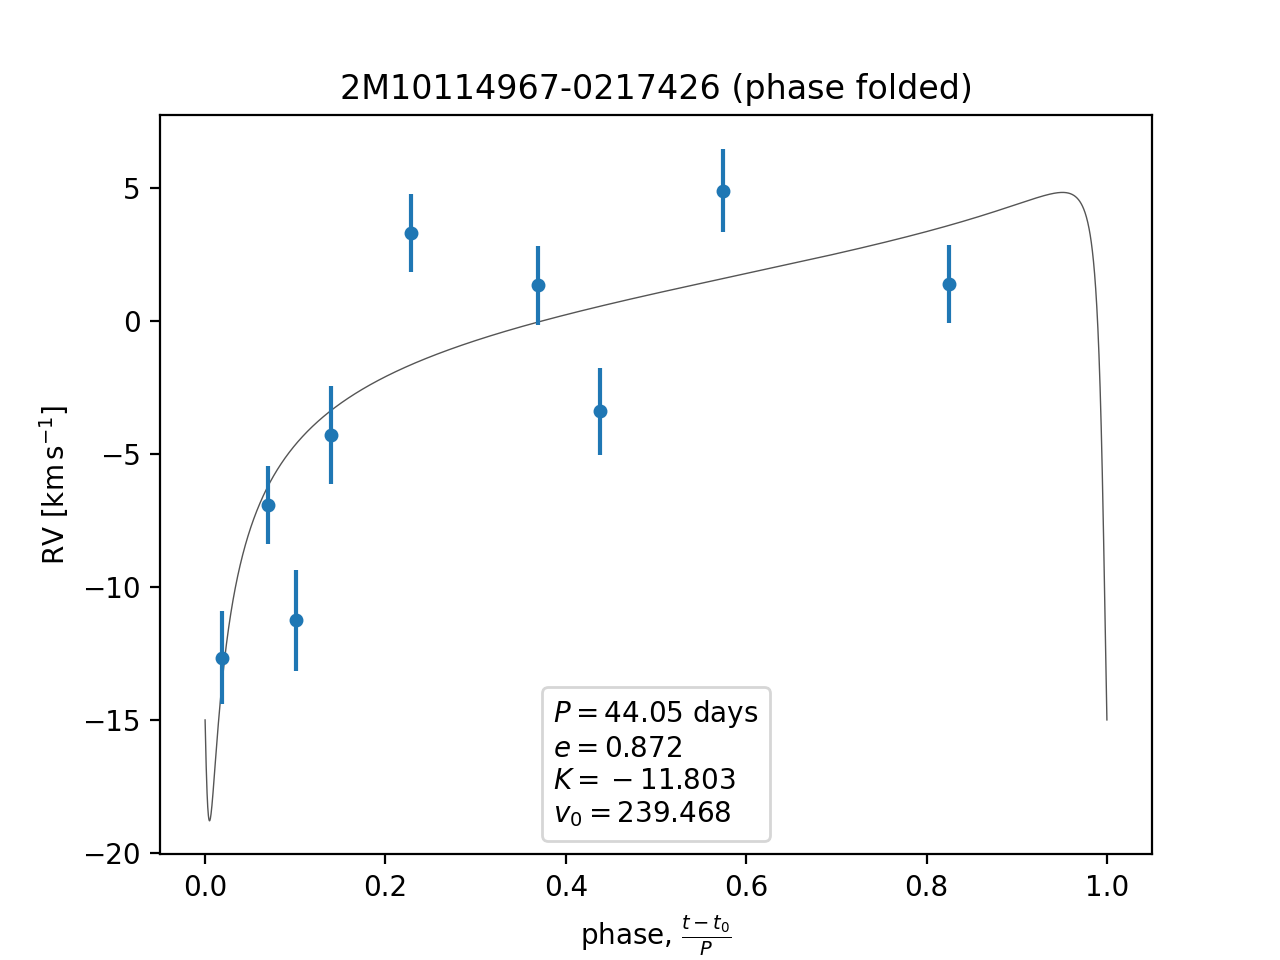 2M10114967-0217426 (phase folded)
RV [km s⁻¹]
5
0
−5
−10
−15
−20
P = 44.05 days
e = 0.872
K = −11.803
v₀ = 239.468
0.0 0.2 0.4 0.6 0.8 1.0
phase, (t − t₀)/P